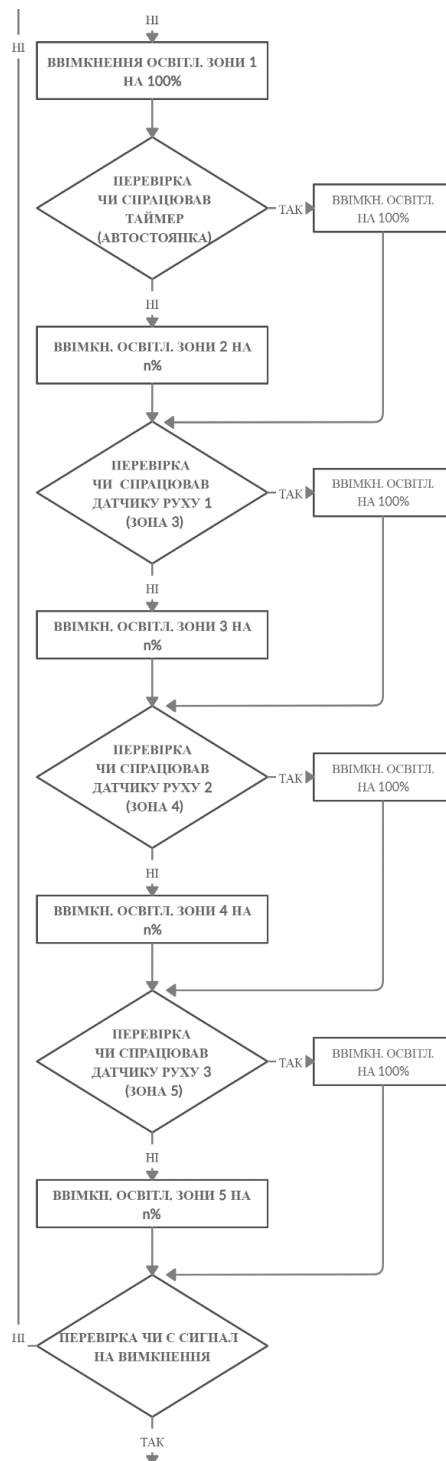 НІ
НІ
ВВІМКНЕННЯ ОСВІТЛ. ЗОНИ 1
НА 100%
ПЕРЕВІРКА
ЧИ СПРАЦЮВАВ
ТАЙМЕР
(АВТОСТОЯНКА)
ТАК
ВВІМКН. ОСВІТЛ.
НА 100%
НІ
ВВІМКН. ОСВІТЛ. ЗОНИ 2 НА
n%
ПЕРЕВІРКА
ЧИ СПРАЦЮВАВ
ДАТЧИКУ РУХУ 1
(ЗОНА 3)
ТАК
ВВІМКН. ОСВІТЛ.
НА 100%
НІ
ВВІМКН. ОСВІТЛ. ЗОНИ 3 НА
n%
ПЕРЕВІРКА
ЧИ СПРАЦЮВАВ
ДАТЧИКУ РУХУ 2
(ЗОНА 4)
ТАК
ВВІМКН. ОСВІТЛ.
НА 100%
НІ
ВВІМКН. ОСВІТЛ. ЗОНИ 4 НА
n%
ПЕРЕВІРКА
ЧИ СПРАЦЮВАВ
ДАТЧИКУ РУХУ 3
(ЗОНА 5)
ТАК
ВВІМКН. ОСВІТЛ.
НА 100%
НІ
ВВІМКН. ОСВІТЛ. ЗОНИ 5 НА
n%
НІ
ПЕРЕВІРКА ЧИ Є СИГНАЛ
НА ВИМКНЕННЯ
ТАК